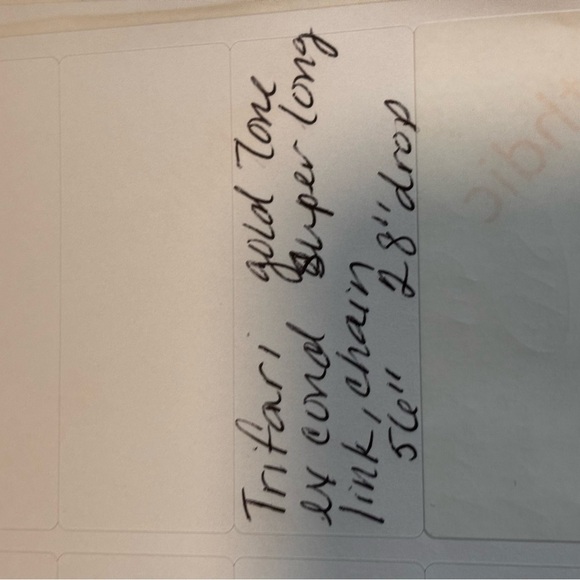 Trifari gold Tone
ex cond super long
link, chain
56" 28" drop